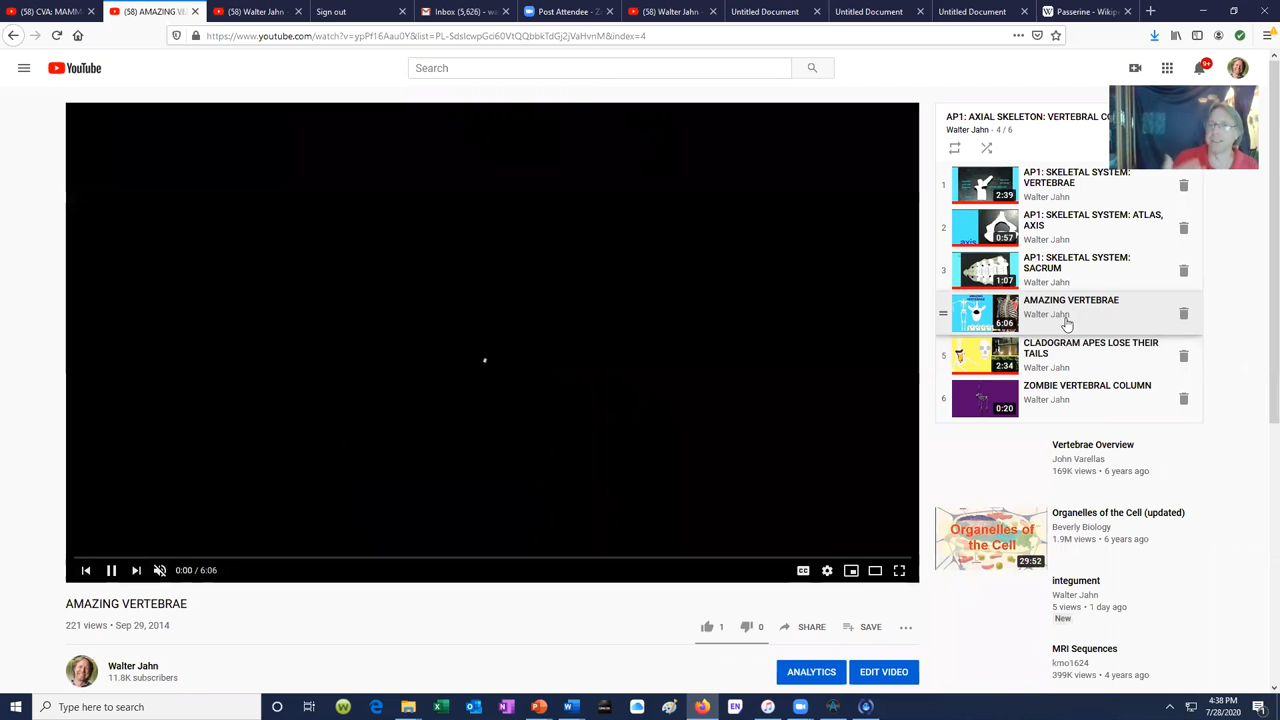 (58) CVA: MAMM
(58) AMAZING VE
(58) Walter Jahn
Sign out
Inbox (5,626) - w
Post Attendee - Z
(58) Walter Jahn
Untitled Document
Untitled Document
Untitled Document
Passerine - Wikip
https://www.youtube.com/watch?v=ypPf16Aau0Y&list=PL-SdsIcwpGci60VtQQbbkTdGj2jVaHvnM&index=4
YouTube
Search
9+
AP1: AXIAL SKELETON: VERTEBRAL CO
Walter Jahn - 4 / 6
1
2:39
AP1: SKELETAL SYSTEM:
VERTEBRAE
Walter Jahn
2
axis
0:57
AP1: SKELETAL SYSTEM: ATLAS,
AXIS
Walter Jahn
3
1:07
AP1: SKELETAL SYSTEM:
SACRUM
Walter Jahn
6:06
AMAZING VERTEBRAE
Walter Jahn
5
2:34
CLADOGRAM APES LOSE THEIR
TAILS
Walter Jahn
6
0:20
ZOMBIE VERTEBRAL COLUMN
Walter Jahn
Vertebrae Overview
John Varellas
169K views • 6 years ago
Organelles of
the Cell
29:52
Organelles of the Cell (updated)
Beverly Biology
1.9M views • 6 years ago
integument
Walter Jahn
5 views • 1 day ago
New
MRI Sequences
kmo1624
399K views • 4 years ago
0:00 / 6:06
CC
AMAZING VERTEBRAE
221 views • Sep 29, 2014
1
0
SHARE
SAVE
Walter Jahn
11.8K subscribers
ANALYTICS
EDIT VIDEO
Type here to search
EN
4:38 PM
7/28/2020